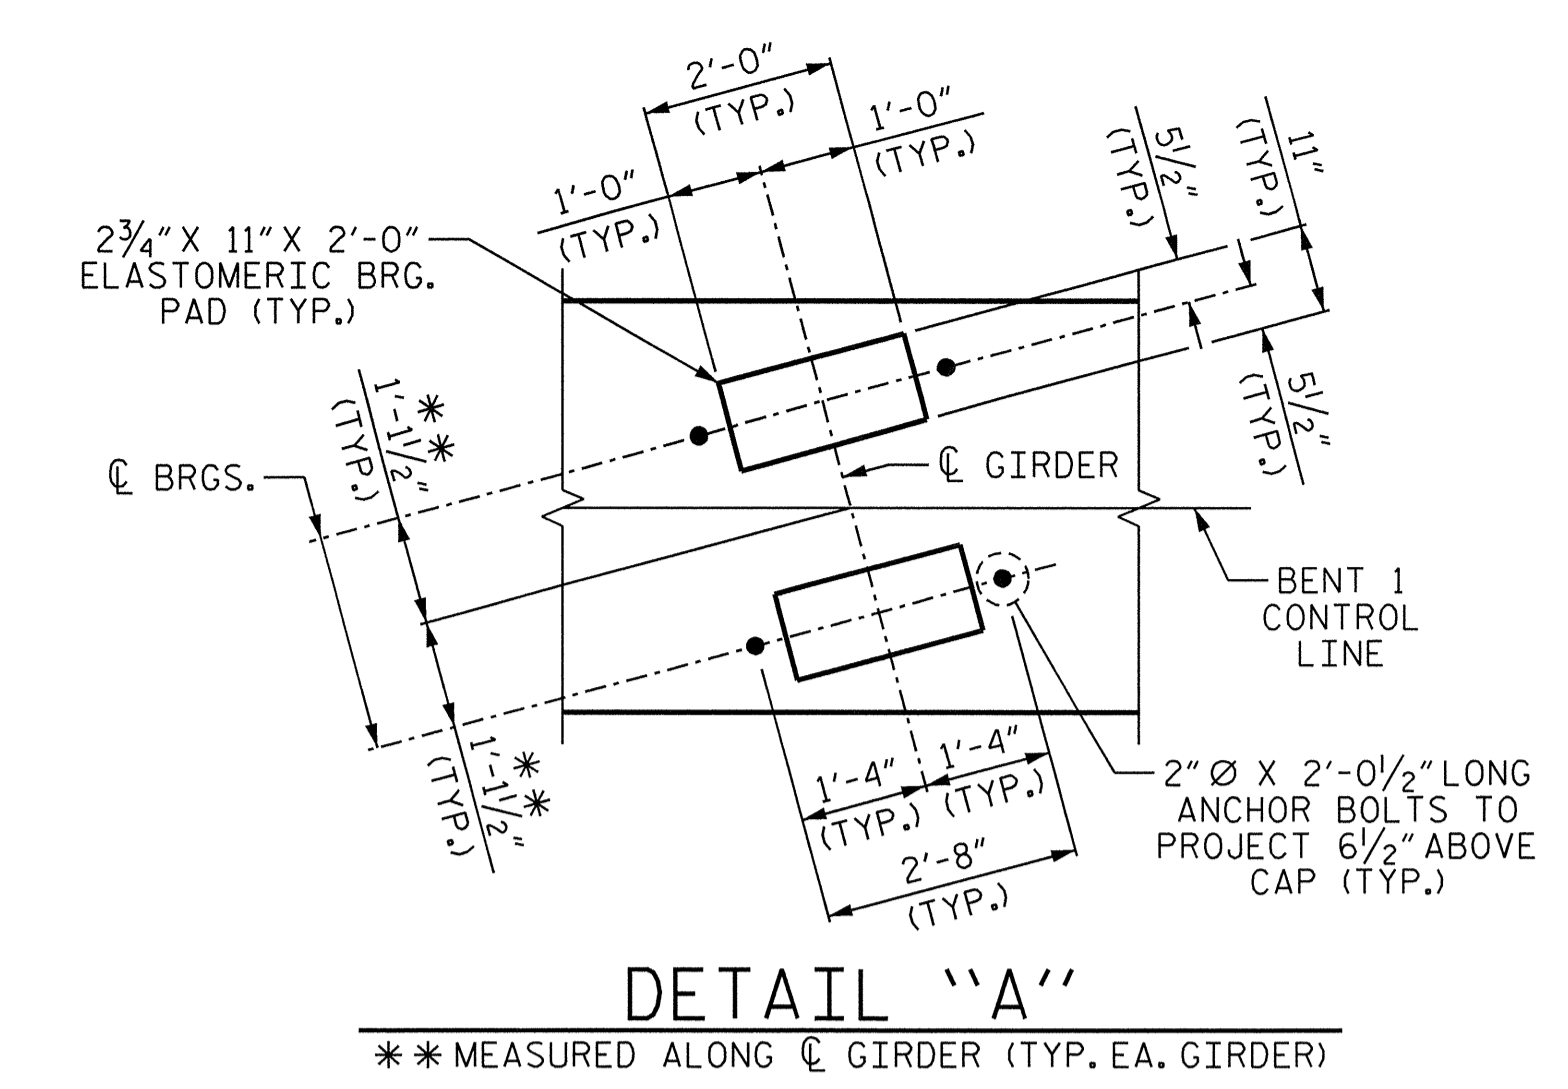 2'-0"
(TYP.)
1'-0"
(TYP.)
1'-0"
(TYP.)
5½"
(TYP.)
11"
(TYP.)
2¾" X 11" X 2'-0"
ELASTOMERIC BRG.
PAD (TYP.)
**
1'-1½"
(TYP.)
℄ BRGS.
℄ GIRDER
5½"
(TYP.)
BENT 1
CONTROL
LINE
**
1'-1½"
(TYP.)
1'-4"
(TYP.)
1'-4"
(TYP.)
2'-8"
(TYP.)
2" Ø X 2'-0½" LONG
ANCHOR BOLTS TO
PROJECT 6½" ABOVE
CAP (TYP.)
DETAIL "A"
** MEASURED ALONG ℄ GIRDER (TYP. EA. GIRDER)